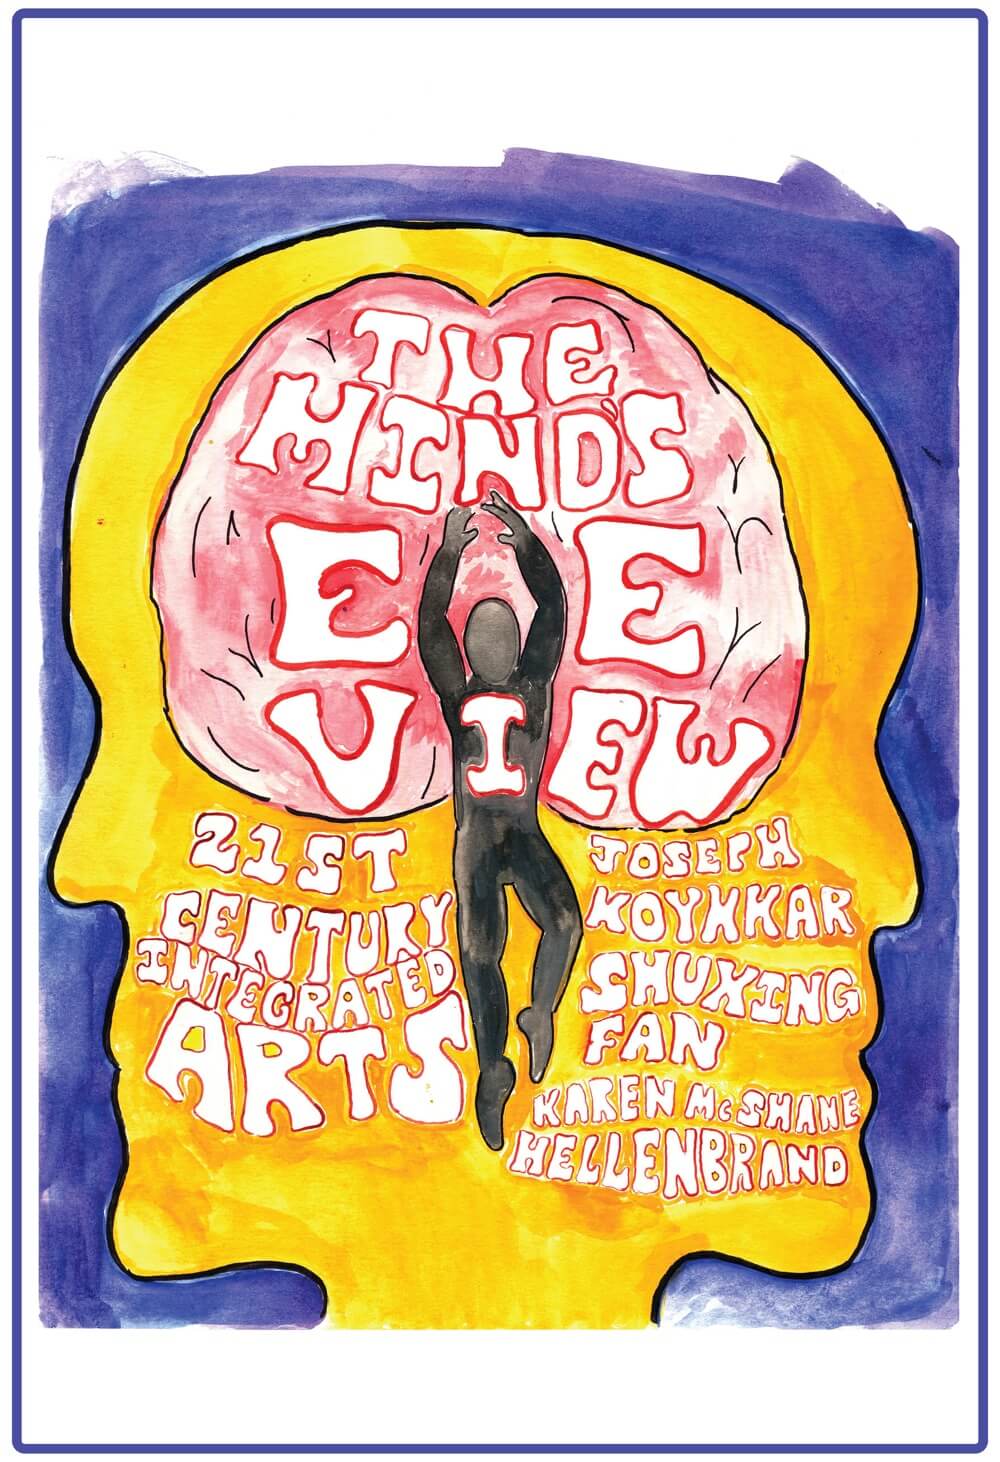 THE
MIND'S
EYE
VIEW
21ST
CENTURY
INTEGRATED
ARTS
JOSEPH
KOYKKAR
SHUXING
FAN
KAREN McSHANE
HELLENBRAND